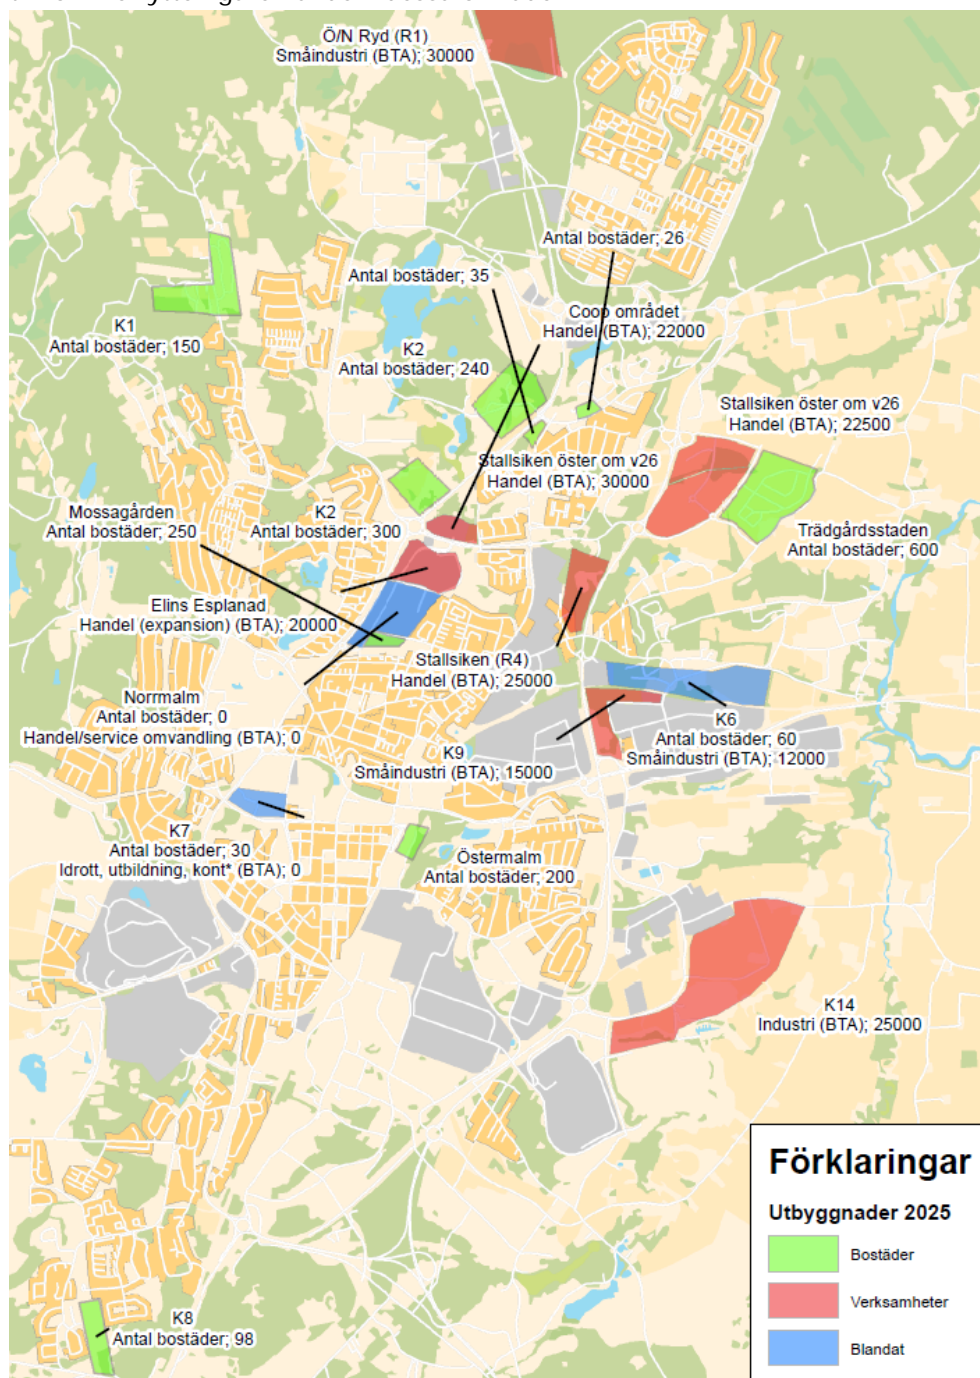 Ö/N Ryd (R1)
Småindustri (BTA); 30000
Antal bostäder; 26
Antal bostäder; 35
Coop området
Handel (BTA); 22000
K1
Antal bostäder; 150
K2
Antal bostäder; 240
Stallsiken öster om v26
Handel (BTA); 22500
Stallsiken öster om v26
Handel (BTA); 30000
Mossagården
Antal bostäder; 250
K2
Antal bostäder; 300
Trädgårdsstaden
Antal bostäder; 600
Elins Esplanad
Handel (expansion) (BTA); 20000
Stallsiken (R4)
Handel (BTA); 25000
Norrmalm
Antal bostäder; 0
Handel/service omvandling (BTA); 0
K6
Antal bostäder; 60
Småindustri (BTA); 12000
K9
Småindustri (BTA); 15000
K7
Antal bostäder; 30
Idrott, utbildning, kont* (BTA); 0
Östermalm
Antal bostäder; 200
K14
Industri (BTA); 25000
K8
Antal bostäder; 98
Förklaringar
Utbyggnader 2025
Bostäder
Verksamheter
Blandat